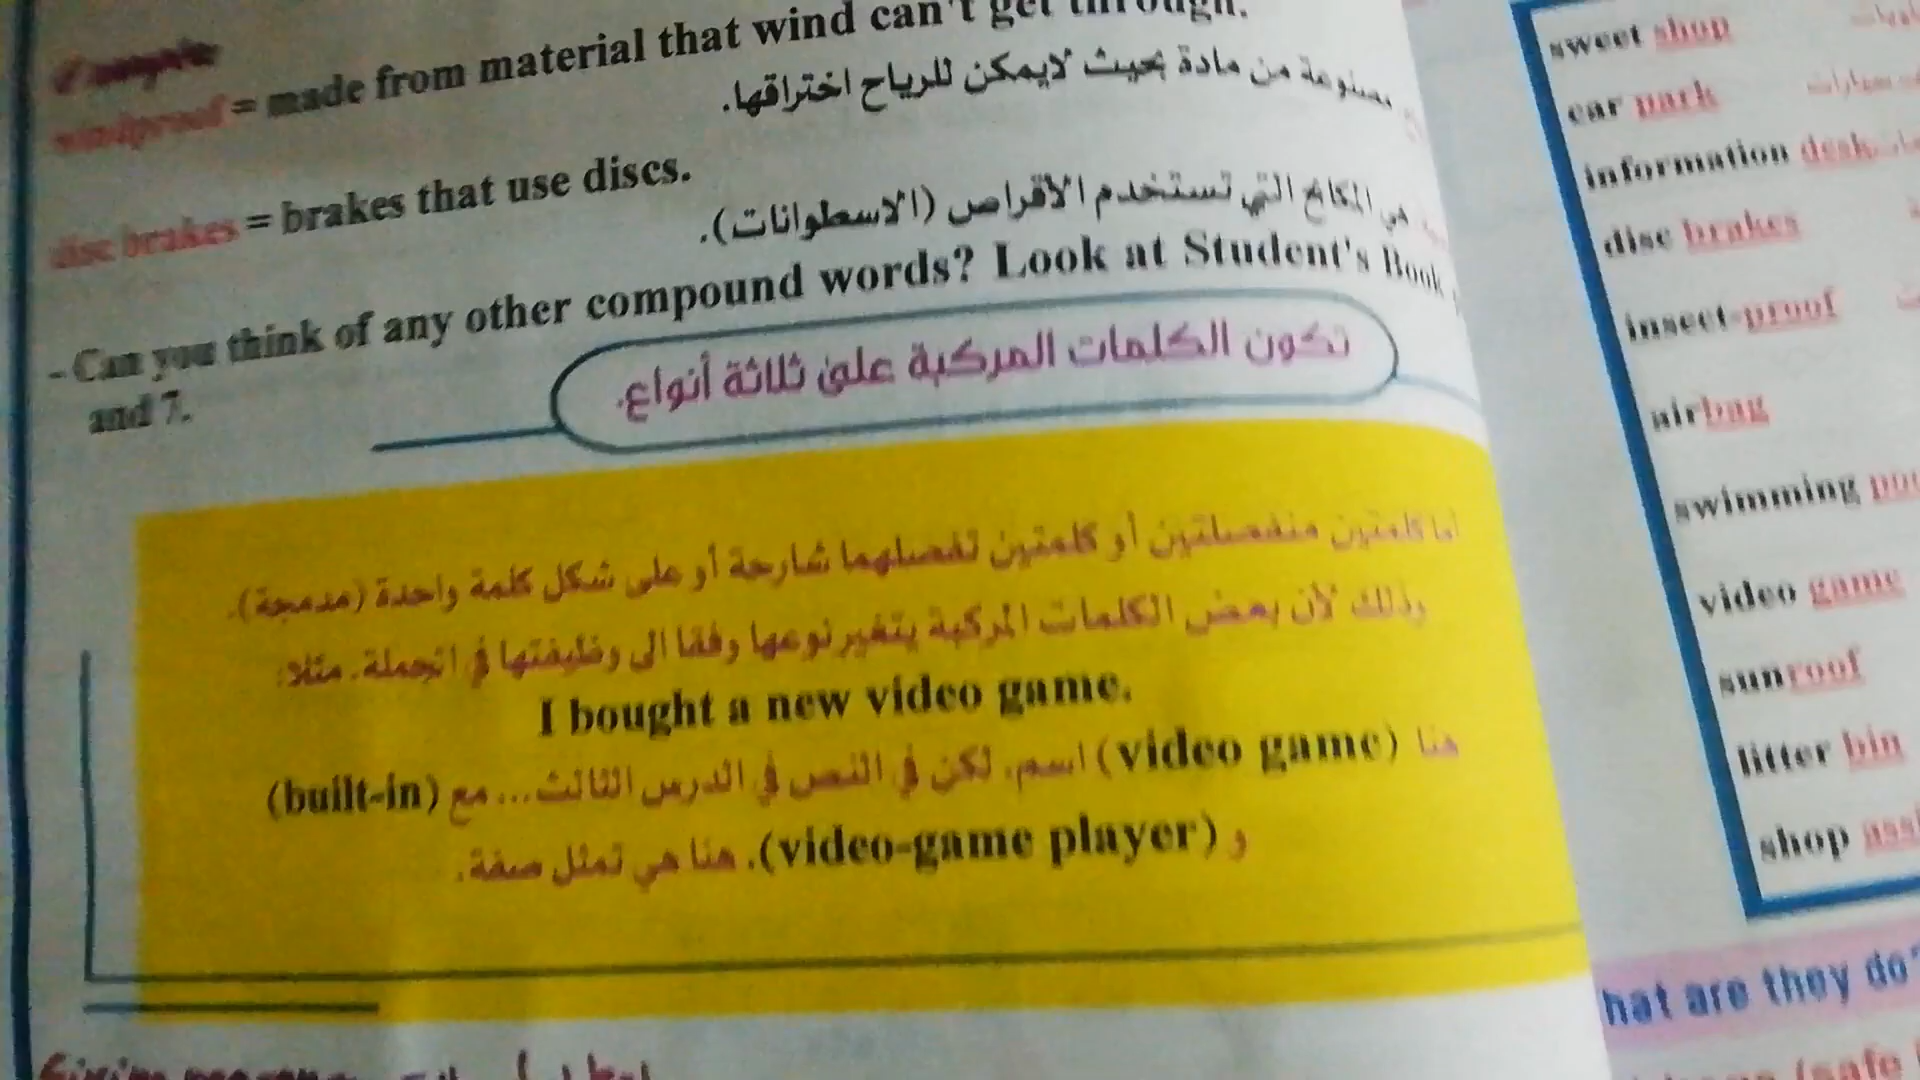 Example
windproof = made from material that wind can't get through.
مصنوعة من مادة بحيث لايمكن للرياح اختراقها.
disc brakes = brakes that use discs.
هي المكابح التي تستخدم الأقراص (الاسطوانات).
- Can you think of any other compound words? Look at Student's Book
and 7.
تكون الكلمات المركبة على ثلاثة أنواع.
أما كلمتين منفصلتين أو كلمتين تفصلهما شارحة أو على شكل كلمة واحدة (مدمجة).
وذلك لأن بعض الكلمات المركبة يتغير نوعها وفقا الى وظيفتها في الجملة. مثلا:
I bought a new video game.
هنا (video game) اسم. لكن في النص في الدرس الثالث... مع (built-in)
و (video-game player). هنا هي تمثل صفة.
sweet shop
car park
information desk
disc brakes
insect-proof
airbag
swimming
video game
sunroof
litter bin
shop
hat are they do
(safe